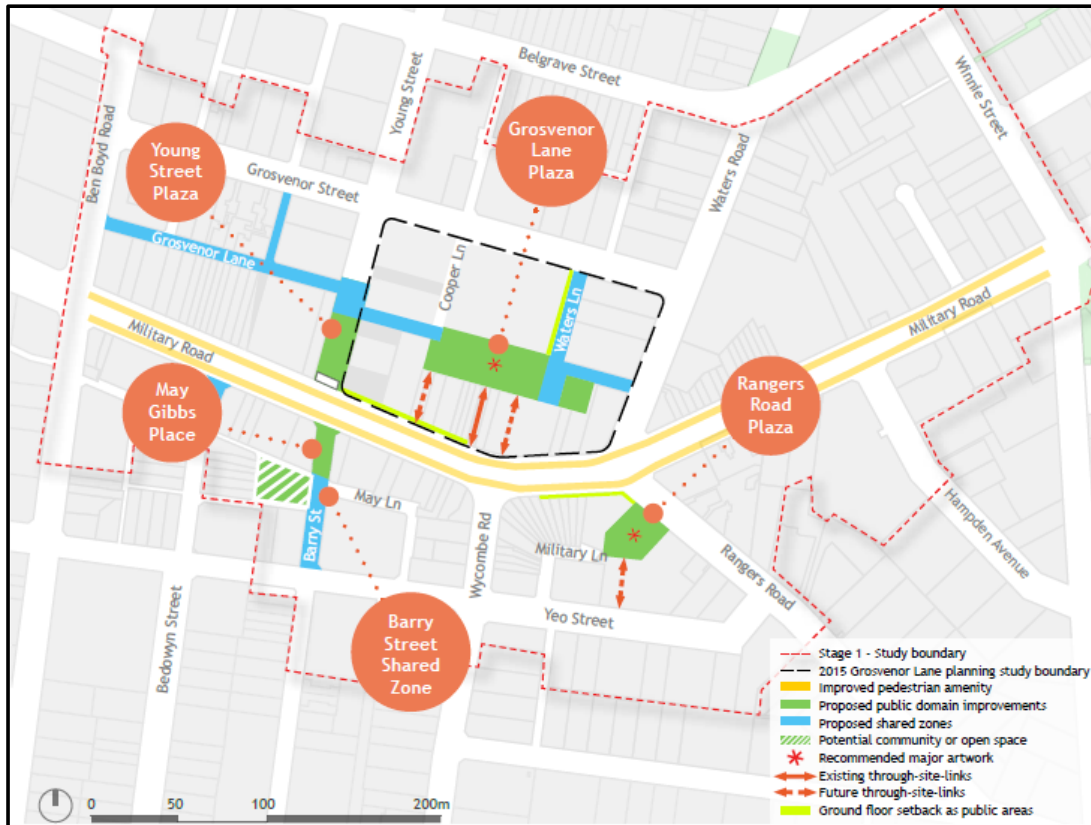 Belgrave Street
Young Street
Winnie Street
Ben Boyd Road
Young
Street
Plaza
Grosvenor
Lane
Plaza
Grosvenor Street
Waters Road
Grosvenor Lane
Cooper Ln
Waters Ln
Military Road
Military Road
May
Gibbs
Place
Rangers
Road
Plaza
May Ln
Barry St
Wycombe Rd
Military Ln
Rangers Road
Hampden Avenue
Yeo Street
Bedowyn Street
Barry
Street
Shared
Zone
Stage 1 - Study boundary
2015 Grosvenor Lane planning study boundary
Improved pedestrian amenity
Proposed public domain improvements
Proposed shared zones
Potential community or open space
Recommended major artwork
Existing through-site-links
Future through-site-links
Ground floor setback as public areas
0 50 100 200m